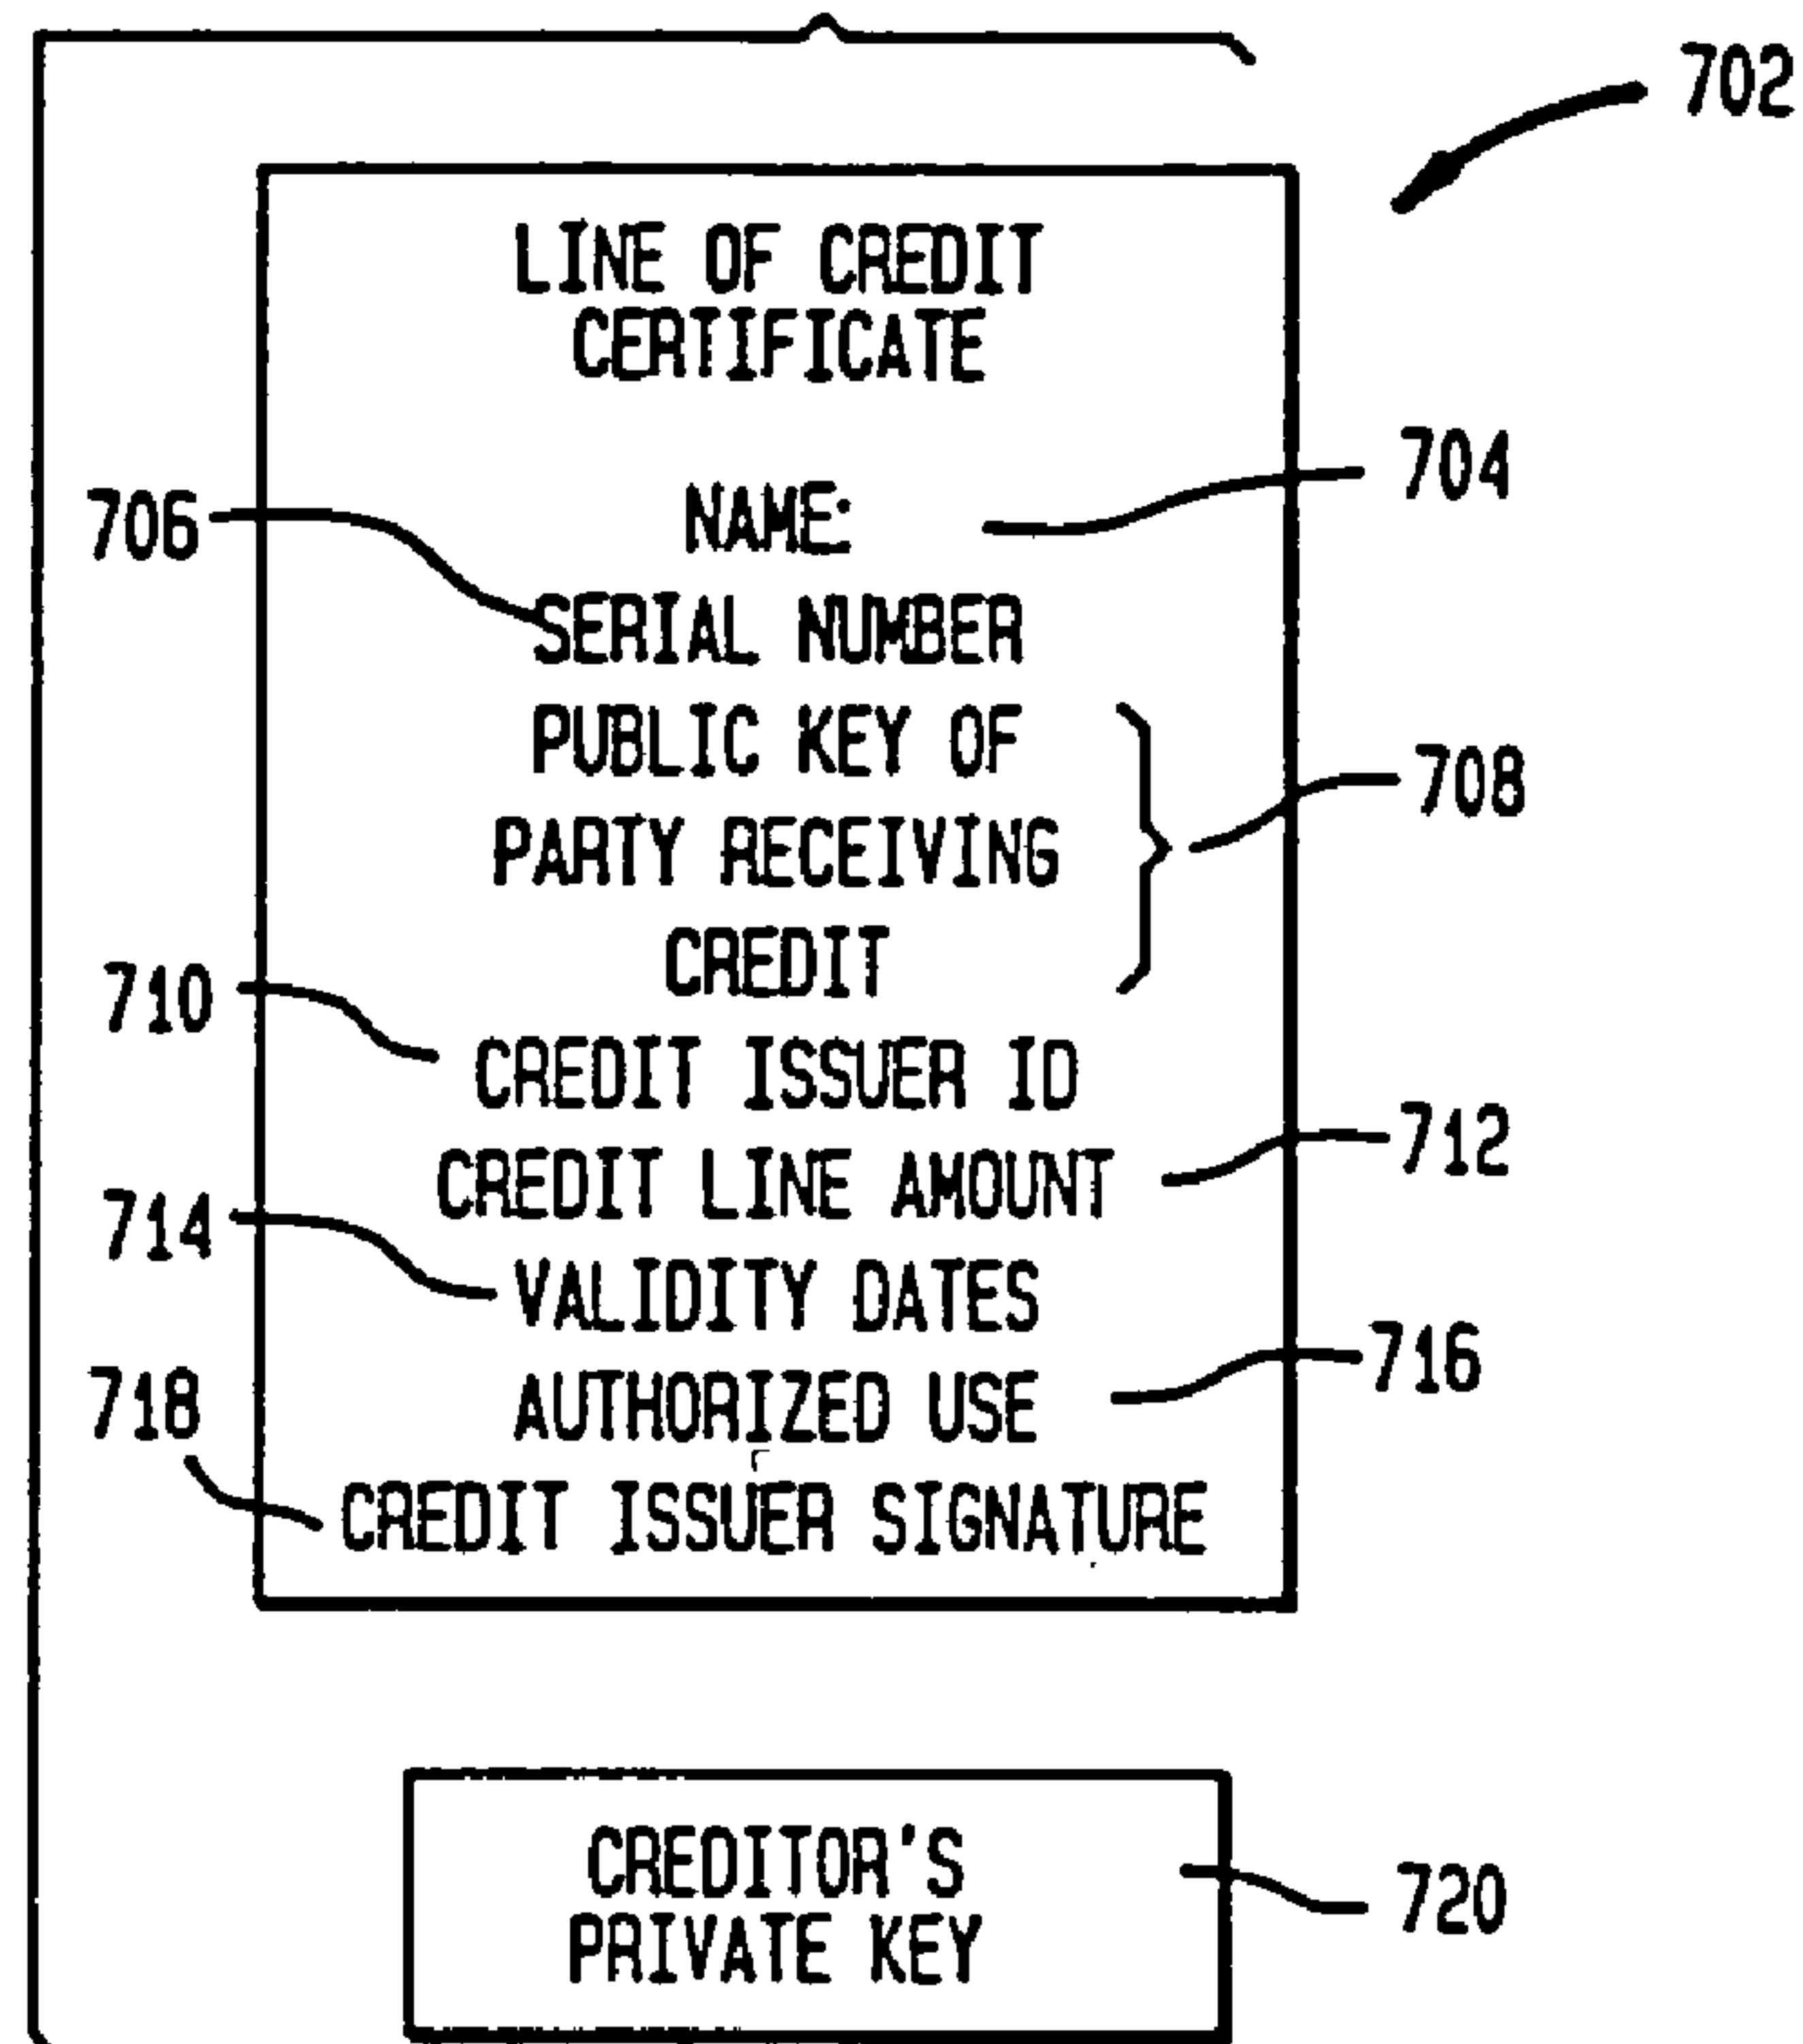 702
LINE OF CREDIT
CERTIFICATE
704
NAME:
706
SERIAL NUMBER
PUBLIC KEY OF
708
PARTY RECEIVING
CREDIT
710
CREDIT ISSUER ID
712
CREDIT LINE AMOUNT
714
VALIDITY DATES
716
AUTHORIZED USE
718
CREDIT ISSUER SIGNATURE
CREDITOR'S
720
PRIVATE KEY